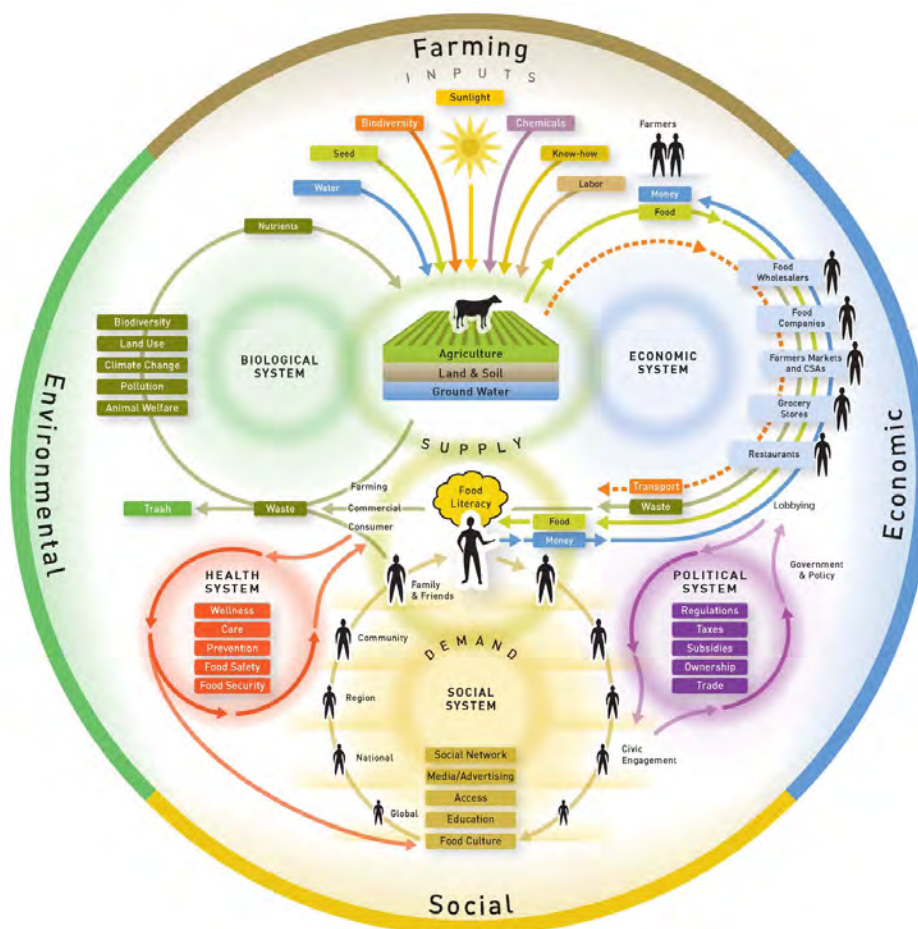 Farming
INPUTS
Sunlight
Biodiversity
Chemicals
Farmers
Seed
Know-how
Water
Labor
Money
Food
Nutrients
Food
Wholesalers
Food
Companies
Farmers Markets
and CSAs
Grocery
Stores
Restaurants
Biodiversity
Land Use
Climate Change
Pollution
Animal Welfare
BIOLOGICAL
SYSTEM
Agriculture
Land & Soil
Ground Water
ECONOMIC
SYSTEM
Environmental
Economic
SUPPLY
Farming
Commercial
Consumer
Trash
Waste
Food
Literacy
Transport
Waste
Food
Money
Lobbying
Government
& Policy
HEALTH
SYSTEM
Wellness
Care
Prevention
Food Safety
Food Security
Family
& Friends
Community
Region
National
Global
DEMAND
SOCIAL
SYSTEM
Social Network
Media/Advertising
Access
Education
Food Culture
POLITICAL
SYSTEM
Regulations
Taxes
Subsidies
Ownership
Trade
Civic
Engagement
Social